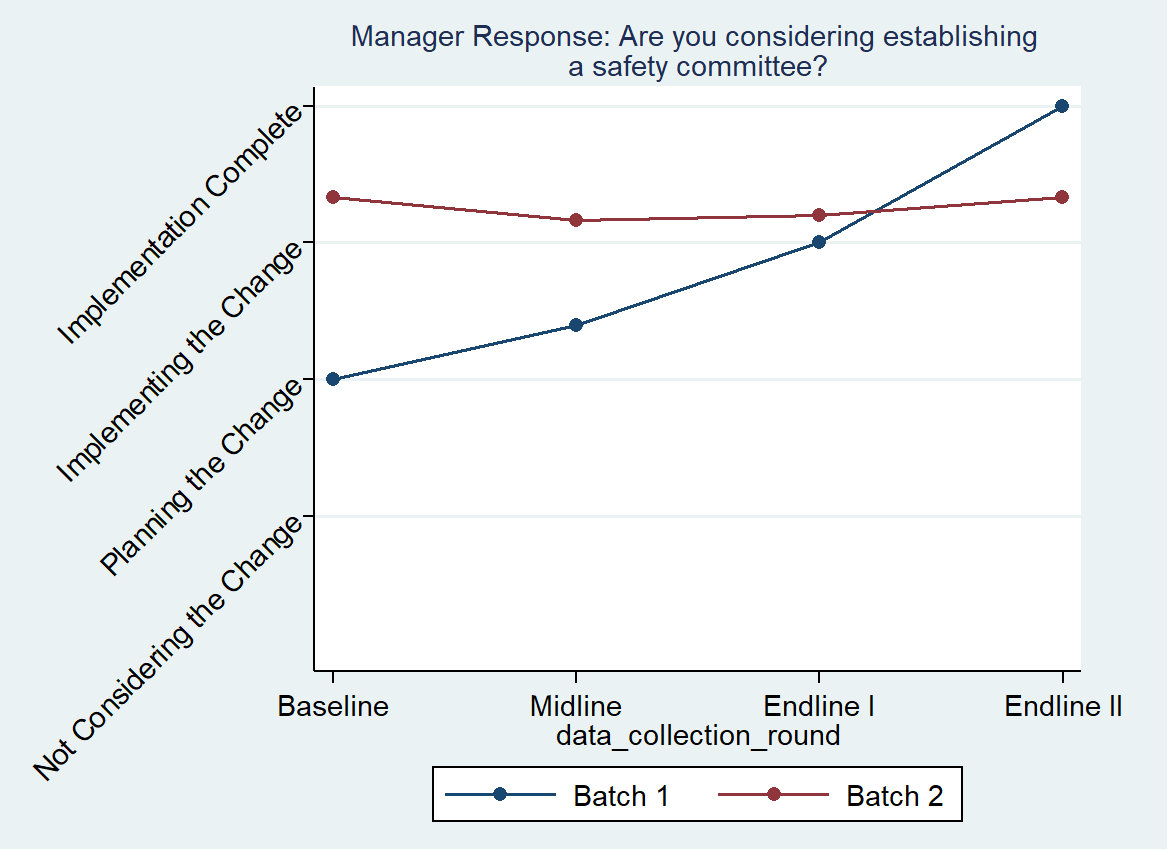 Manager Response: Are you considering establishing
a safety committee?
Implementation Complete
Implementing the Change
Planning the Change
Not Considering the Change
Baseline
Midline
Endline I
Endline II
data_collection_round
Batch 1
Batch 2